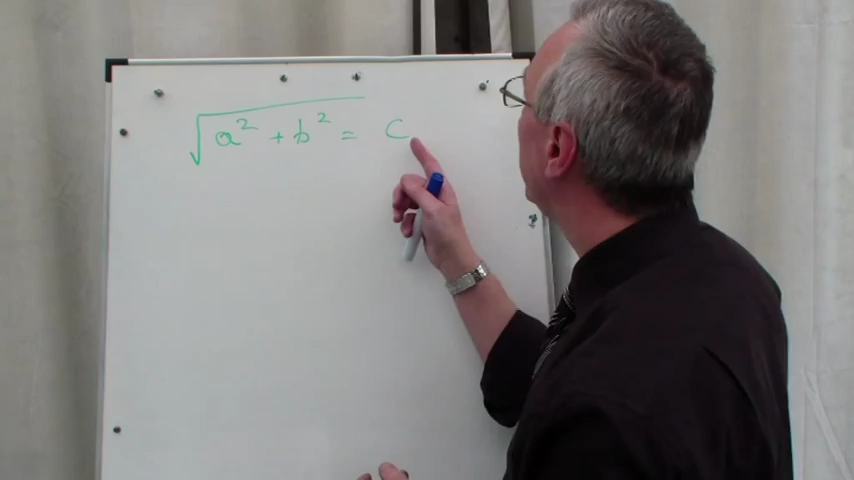 √a² + b² = c